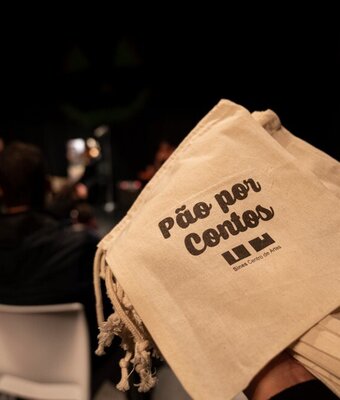 Pão por
Contos
Sines Centro de Artes